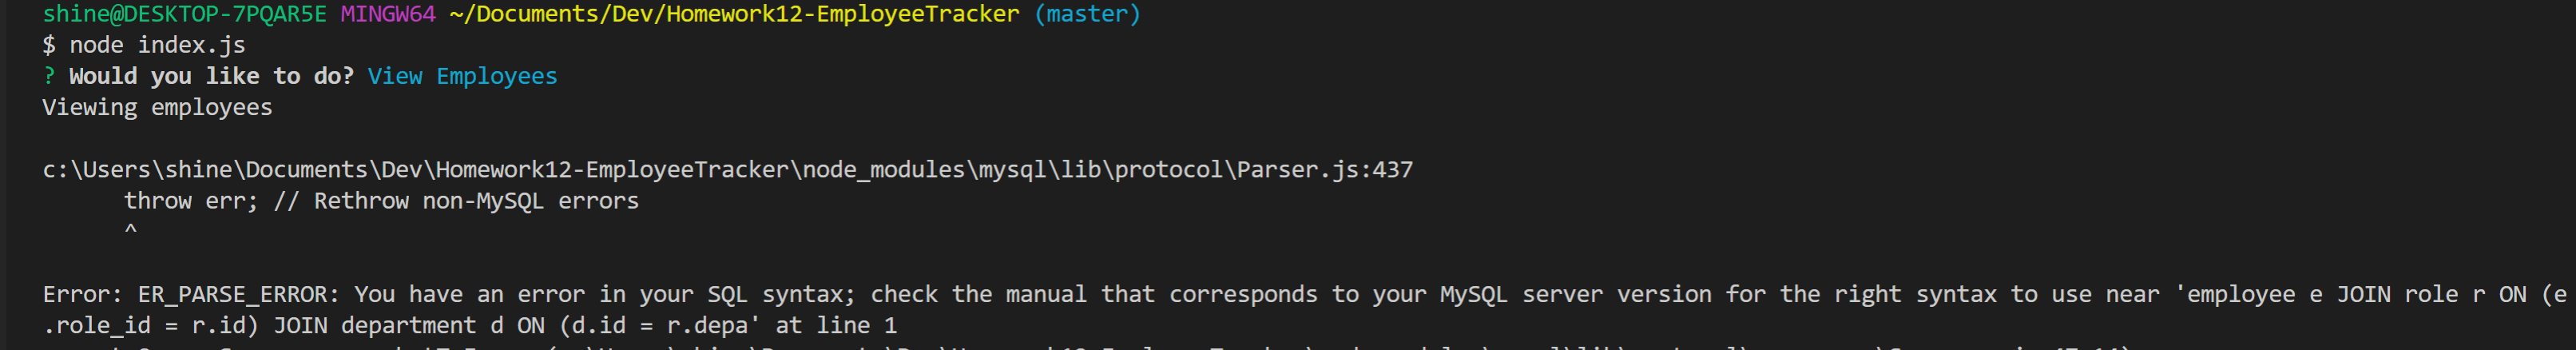 shine@DESKTOP-7PQAR5E MINGW64 ~/Documents/Dev/Homework12-EmployeeTracker (master)
$ node index.js
? Would you like to do? View Employees
Viewing employees
c:\Users\shine\Documents\Dev\Homework12-EmployeeTracker\node_modules\mysql\lib\protocol\Parser.js:437
throw err; // Rethrow non-MySQL errors
^
Error: ER_PARSE_ERROR: You have an error in your SQL syntax; check the manual that corresponds to your MySQL server version for the right syntax to use near 'employee e JOIN role r ON (e
.role_id = r.id) JOIN department d ON (d.id = r.depa' at line 1